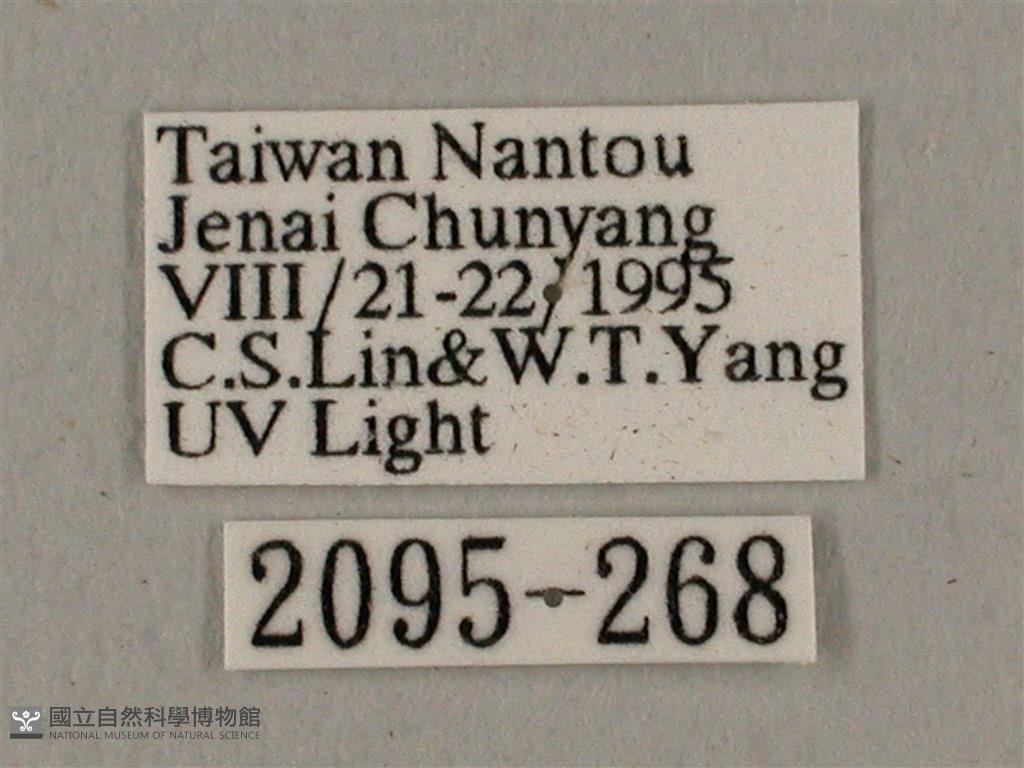 Taiwan Nantou
Jenai Chunyang
VIII/21-22/1995
C.S.Lin&W.T.Yang
UV Light
2095-268
國立自然科學博物館
NATIONAL MUSEUM OF NATURAL SCIENCE